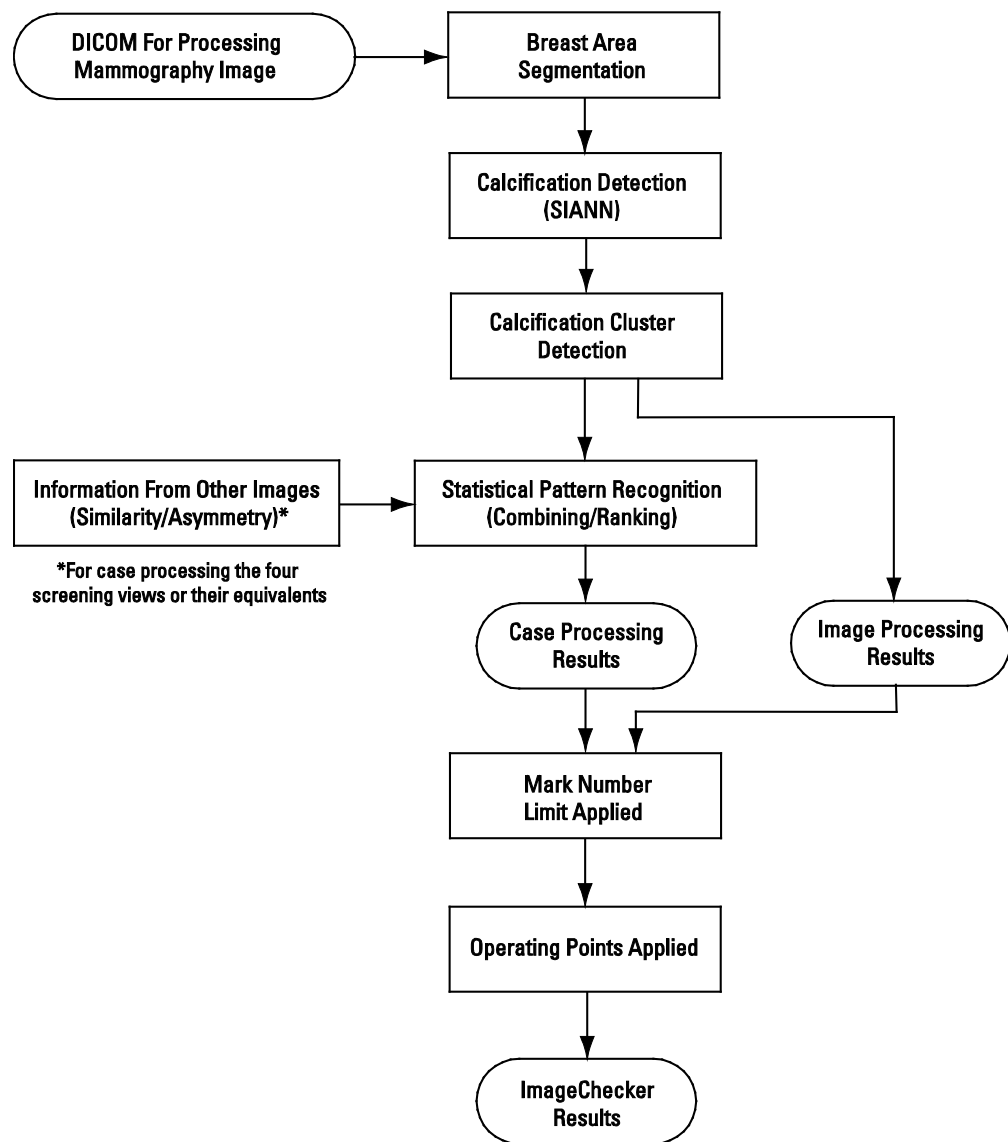 DICOM For Processing
Mammography Image
Breast Area
Segmentation
Calcification Detection
(SIANN)
Calcification Cluster
Detection
Information From Other Images
(Similarity/Asymmetry)*
Statistical Pattern Recognition
(Combining/Ranking)
*For case processing the four
screening views or their equivalents
Case Processing
Results
Image Processing
Results
Mark Number
Limit Applied
Operating Points Applied
ImageChecker
Results